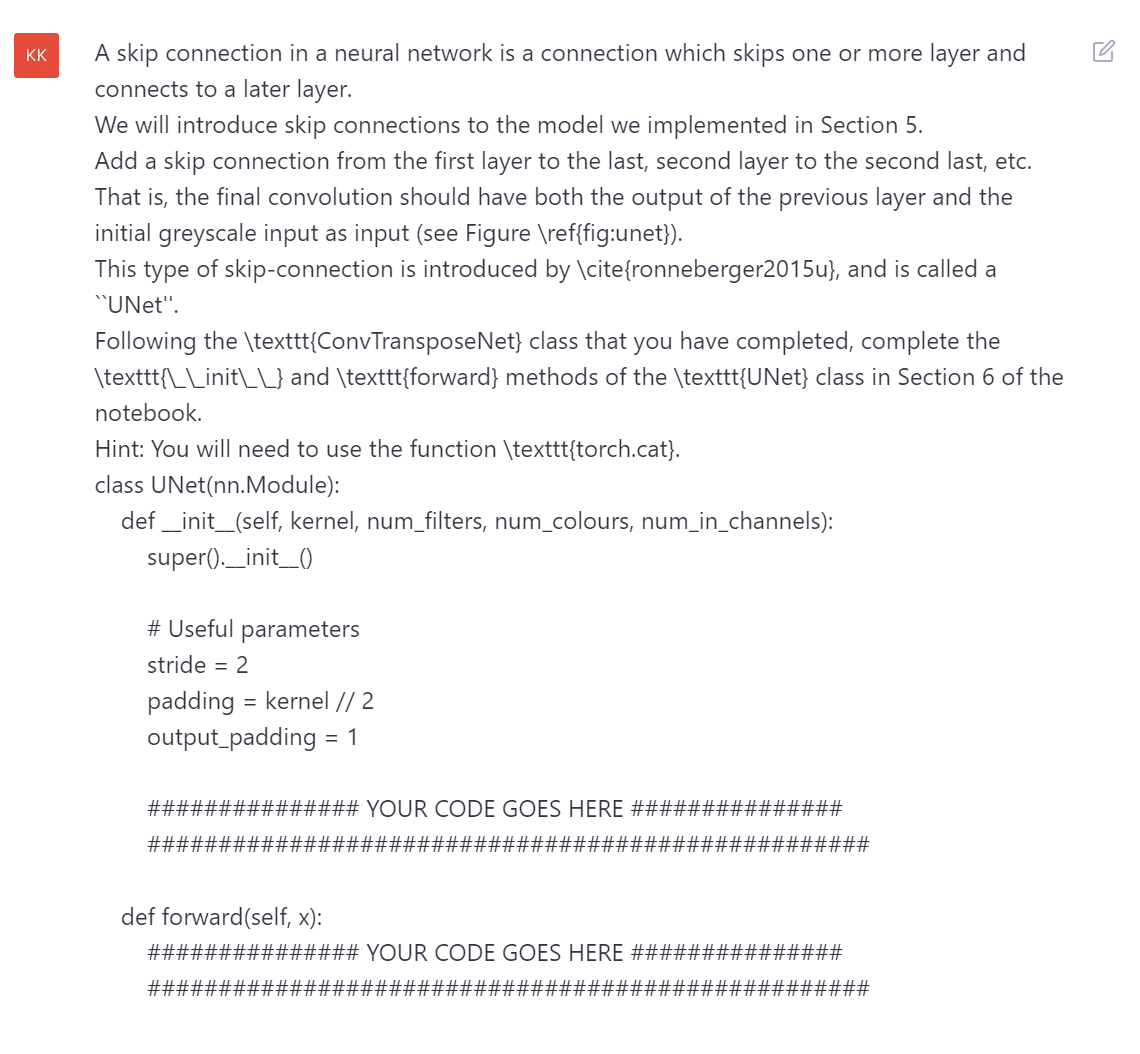 KK
A skip connection in a neural network is a connection which skips one or more layer and
connects to a later layer.
We will introduce skip connections to the model we implemented in Section 5.
Add a skip connection from the first layer to the last, second layer to the second last, etc.
That is, the final convolution should have both the output of the previous layer and the
initial greyscale input as input (see Figure \ref{fig:unet}).
This type of skip-connection is introduced by \cite{ronneberger2015u}, and is called a
``UNet''.
Following the \texttt{ConvTransposeNet} class that you have completed, complete the
\texttt{\_\_init\_\_} and \texttt{forward} methods of the \texttt{UNet} class in Section 6 of the
notebook.
Hint: You will need to use the function \texttt{torch.cat}.
class UNet(nn.Module):
    def __init__(self, kernel, num_filters, num_colours, num_in_channels):
        super().__init__()

        # Useful parameters
        stride = 2
        padding = kernel // 2
        output_padding = 1

        ############### YOUR CODE GOES HERE ###############
        ###################################################

    def forward(self, x):
        ############### YOUR CODE GOES HERE ###############
        ###################################################